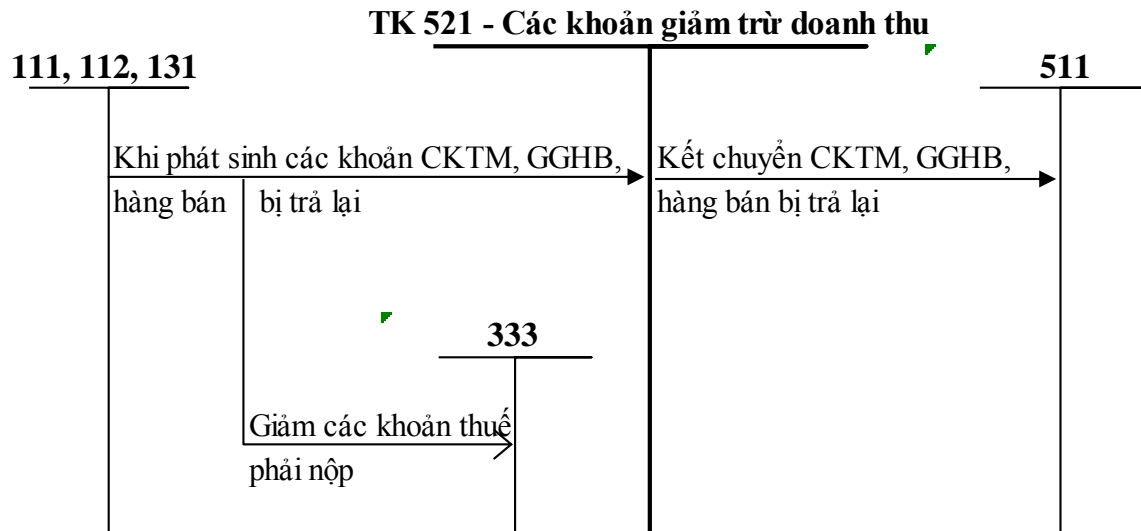 TK 521 - Các khoản giảm trừ doanh thu
111, 112, 131
511
Khi phát sinh các khoản CKTM, GGHB,
hàng bán bị trả lại
Kết chuyển CKTM, GGHB,
hàng bán bị trả lại
333
Giảm các khoản thuế
phải nộp